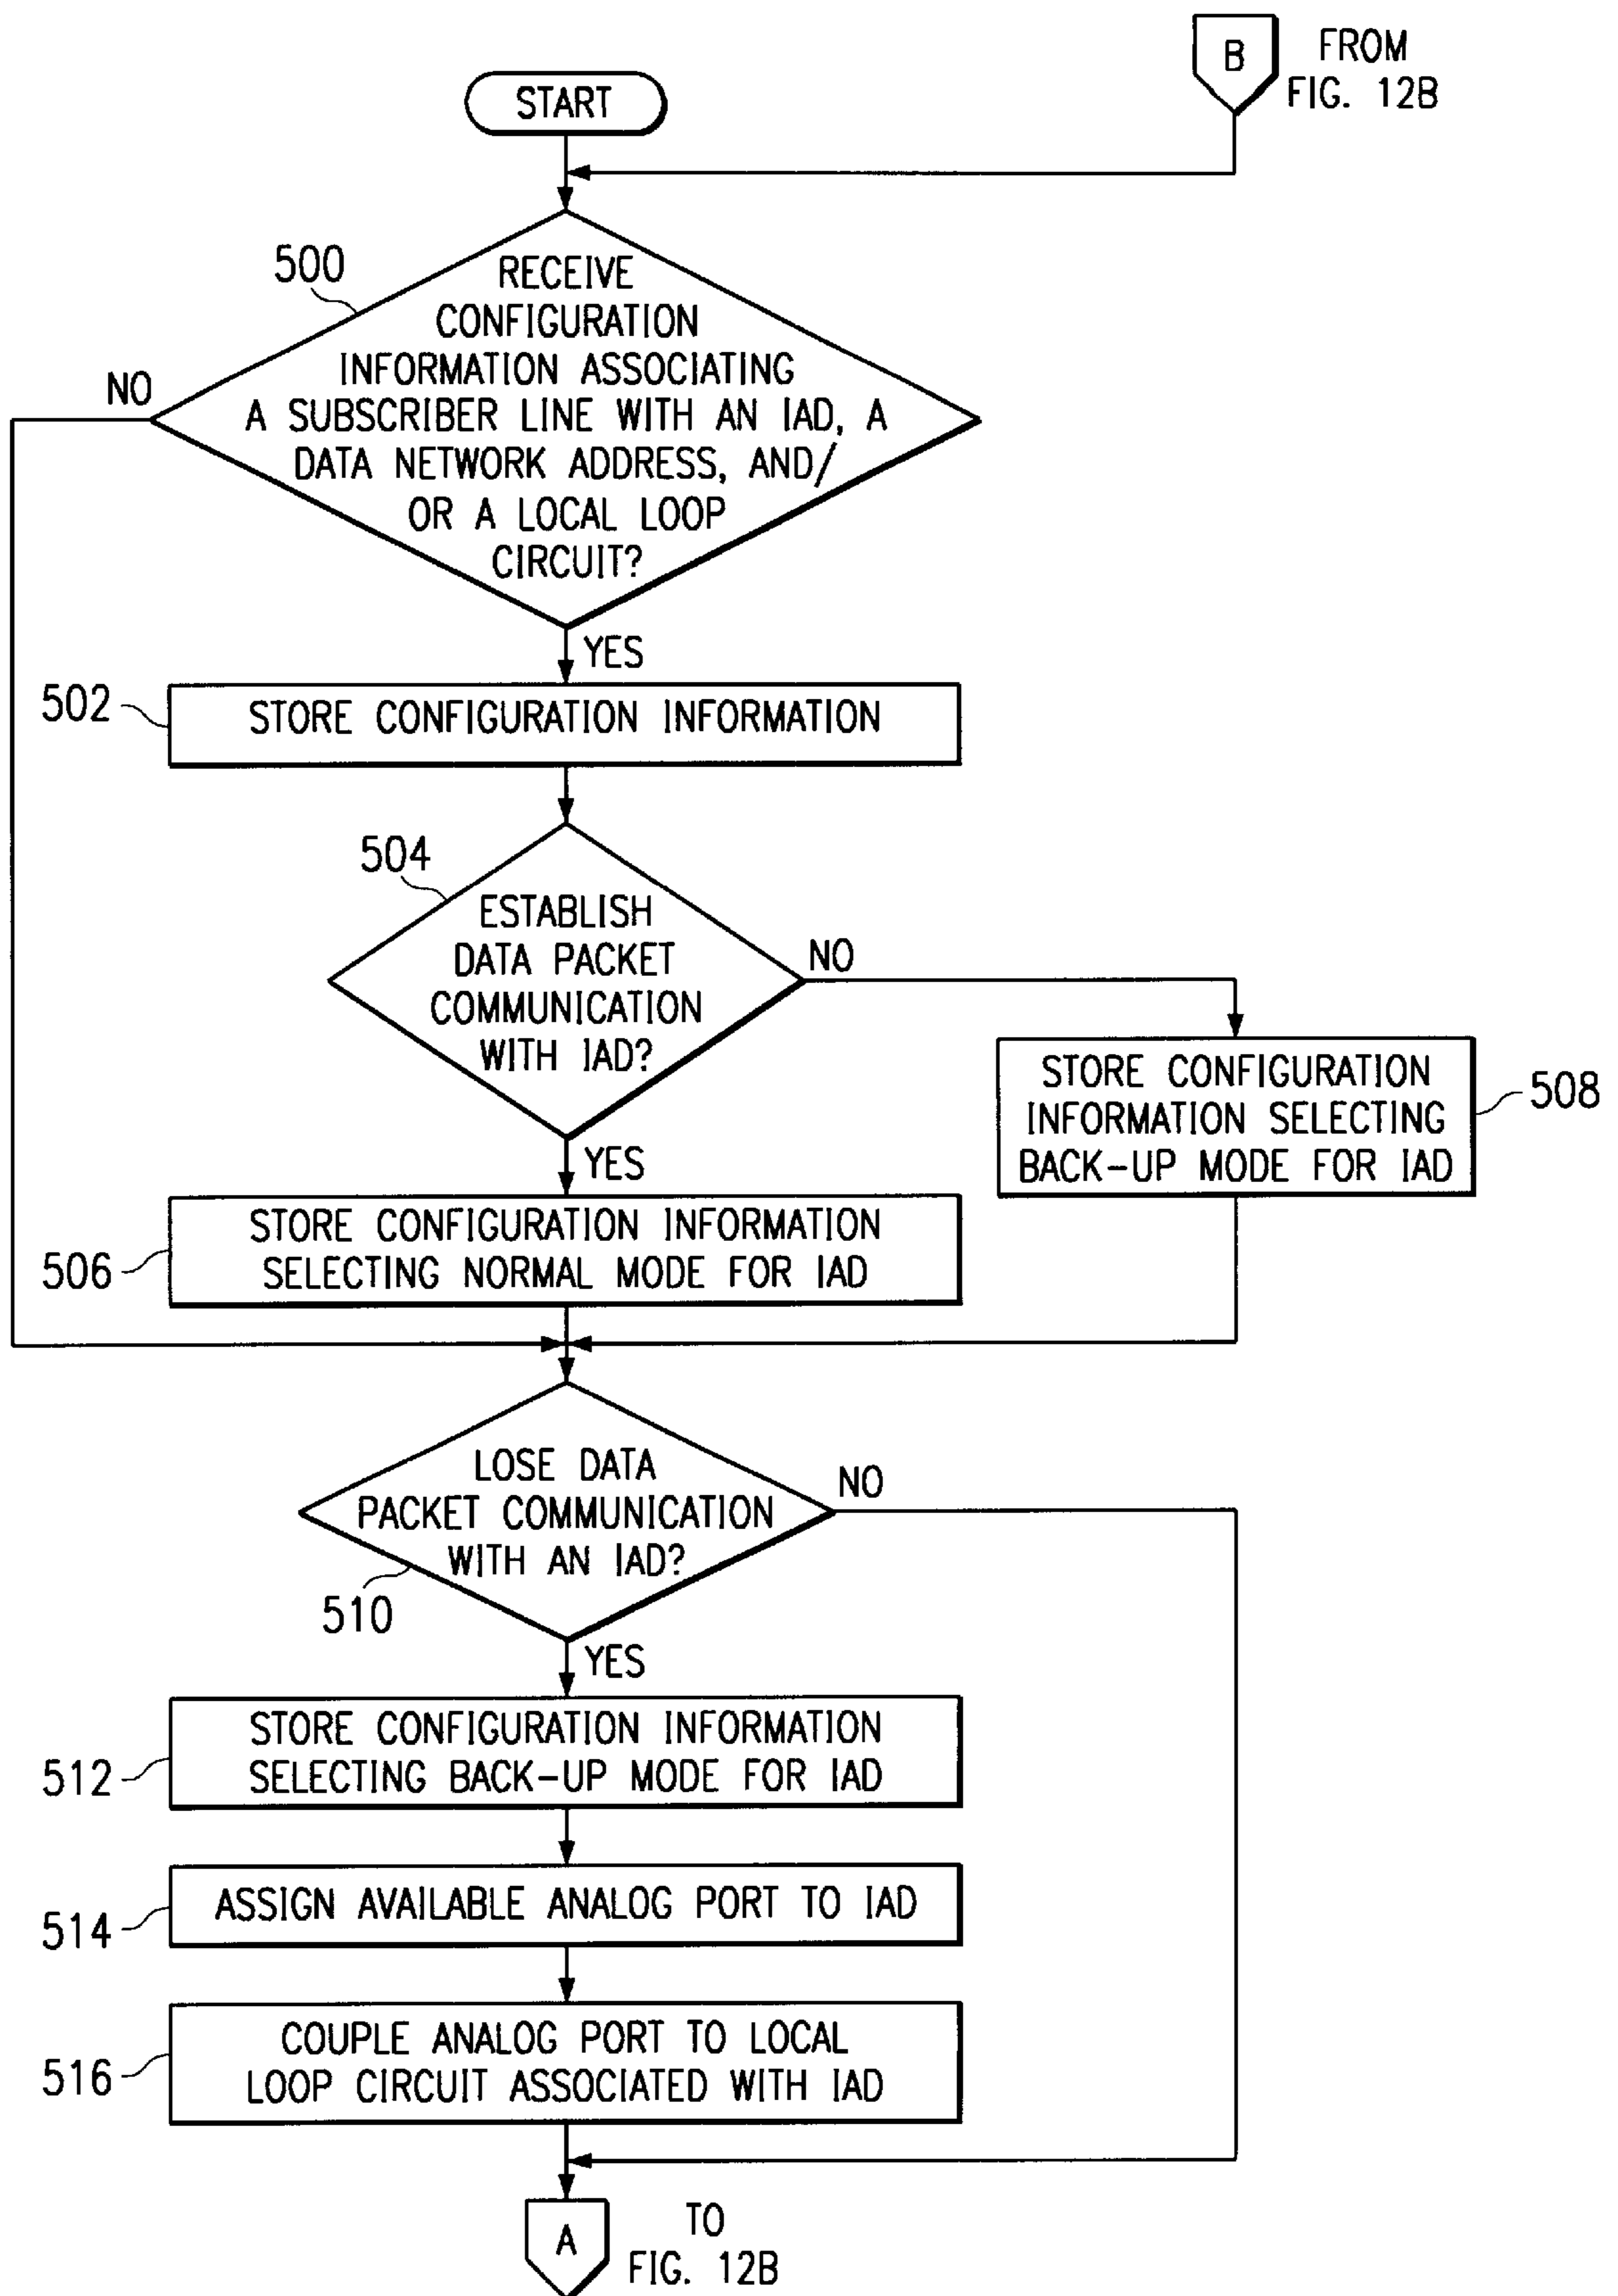 B
FROM
FIG. 12B
START
500
RECEIVE
CONFIGURATION
INFORMATION ASSOCIATING
A SUBSCRIBER LINE WITH AN IAD, A
DATA NETWORK ADDRESS, AND/
OR A LOCAL LOOP
CIRCUIT?
NO
YES
502
STORE CONFIGURATION INFORMATION
504
ESTABLISH
DATA PACKET
COMMUNICATION
WITH IAD?
NO
YES
STORE CONFIGURATION
INFORMATION SELECTING
BACK-UP MODE FOR IAD
508
506
STORE CONFIGURATION INFORMATION
SELECTING NORMAL MODE FOR IAD
LOSE DATA
PACKET COMMUNICATION
WITH AN IAD?
NO
510
YES
512
STORE CONFIGURATION INFORMATION
SELECTING BACK-UP MODE FOR IAD
514
ASSIGN AVAILABLE ANALOG PORT TO IAD
516
COUPLE ANALOG PORT TO LOCAL
LOOP CIRCUIT ASSOCIATED WITH IAD
A
TO
FIG. 12B